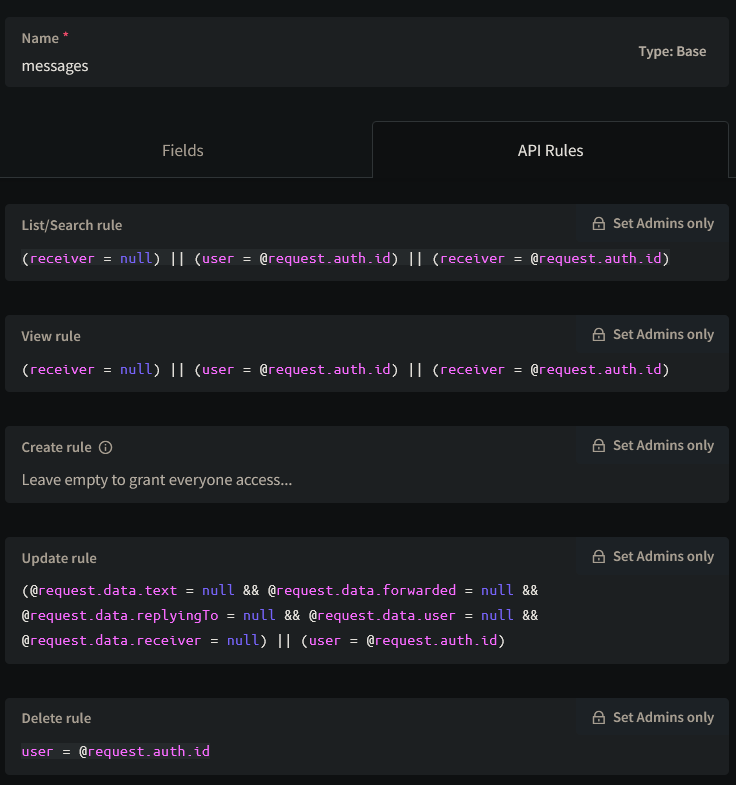 Name *
messages
Type: Base
Fields
API Rules
List/Search rule
Set Admins only
(receiver = null) || (user = @request.auth.id) || (receiver = @request.auth.id)
View rule
Set Admins only
(receiver = null) || (user = @request.auth.id) || (receiver = @request.auth.id)
Create rule
Set Admins only
Leave empty to grant everyone access...
Update rule
Set Admins only
(@request.data.text = null && @request.data.forwarded = null &&
@request.data.replyingTo = null && @request.data.user = null &&
@request.data.receiver = null) || (user = @request.auth.id)
Delete rule
Set Admins only
user = @request.auth.id